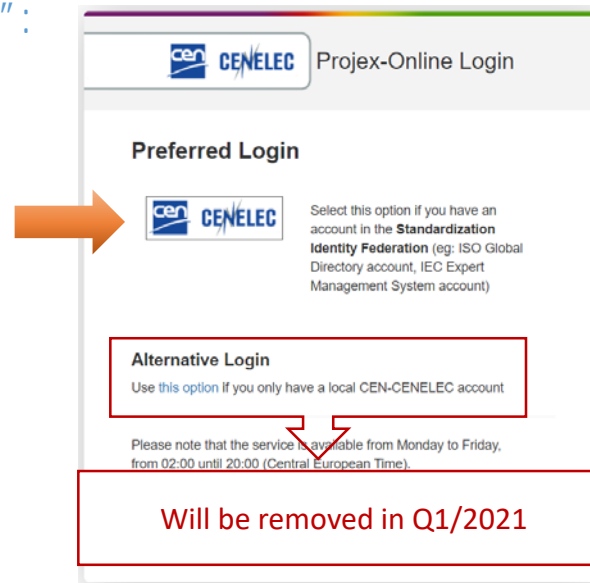 ":
cen CENELEC Projex-Online Login
Preferred Login
cen CENELEC
Select this option if you have an
account in the Standardization
Identity Federation (eg: ISO Global
Directory account, IEC Expert
Management System account)
Alternative Login
Use this option if you only have a local CEN-CENELEC account
Please note that the service is available from Monday to Friday,
from 02:00 until 20:00 (Central European Time).
Will be removed in Q1/2021